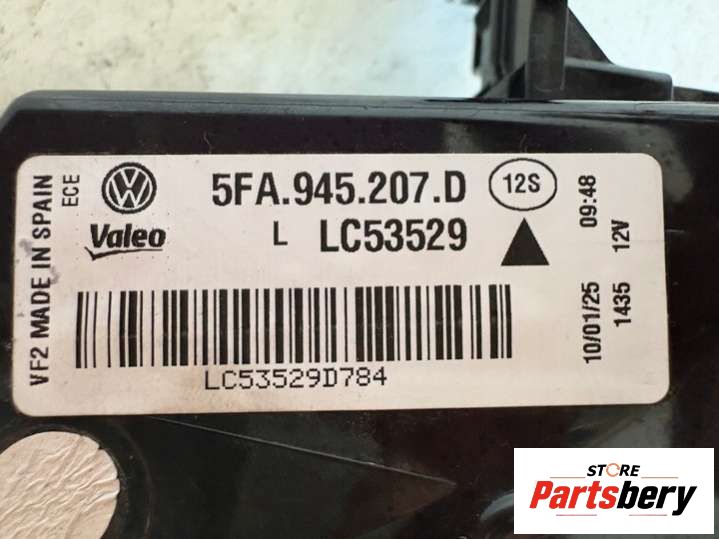 VF2 MADE IN SPAIN
ECE
VW
5FA.945.207.D
12S
Valeo
L LC53529
LC53529D784
10/01/25 09:48
1435 12V
STORE
Partsbery